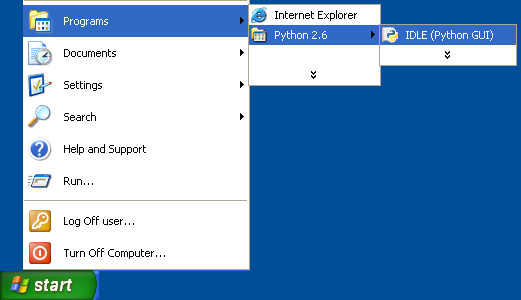 Programs
Documents
Settings
Search
Help and Support
Run...
Log Off user...
Turn Off Computer...
start
Internet Explorer
Python 2.6
IDLE (Python GUI)